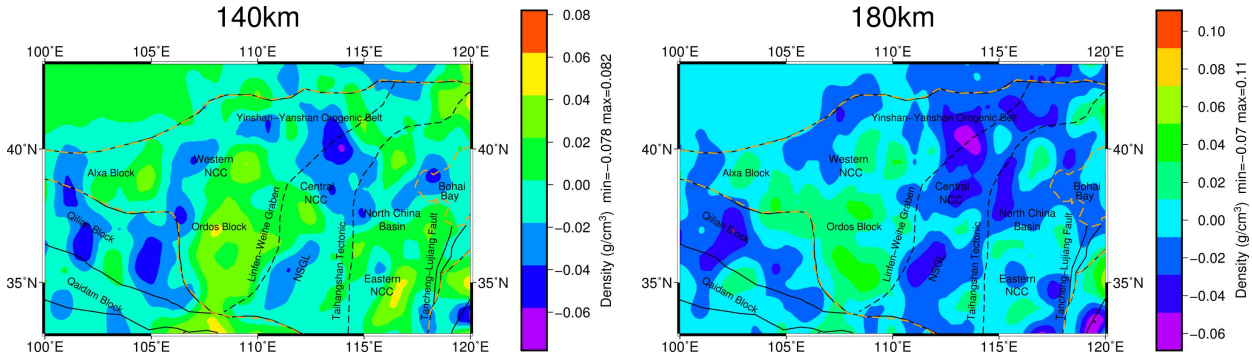 140km
100°E 105°E 110°E 115°E 120°E
40°N 40°N
35°N 35°N
100°E 105°E 110°E 115°E 120°E
Yinshan–Yanshan Orogenic Belt
Western
NCC
Alxa Block
Central
NCC
Bohai
Bay
Qilian Block
Ordos Block
Linfen–Weihe Graben
North China
Basin
NSGL
Taihangshan Tectonic
Eastern
NCC
Tancheng–Lujiang Fault
Qaidam Block
0.08
0.06
0.04
0.02
0.00
−0.02
−0.04
−0.06
Density (g/cm³) min=−0.078 max=0.082
180km
100°E 105°E 110°E 115°E 120°E
40°N 40°N
35°N 35°N
100°E 105°E 110°E 115°E 120°E
Yinshan–Yanshan Orogenic Belt
Western
NCC
Alxa Block
Central
NCC
Bohai
Bay
Qilian Block
Ordos Block
Linfen–Weihe Graben
North China
Basin
NSGL
Taihangshan Tectonic
Eastern
NCC
Tancheng–Lujiang Fault
Qaidam Block
0.10
0.08
0.06
0.04
0.02
0.00
−0.02
−0.04
−0.06
Density (g/cm³) min=−0.07 max=0.11